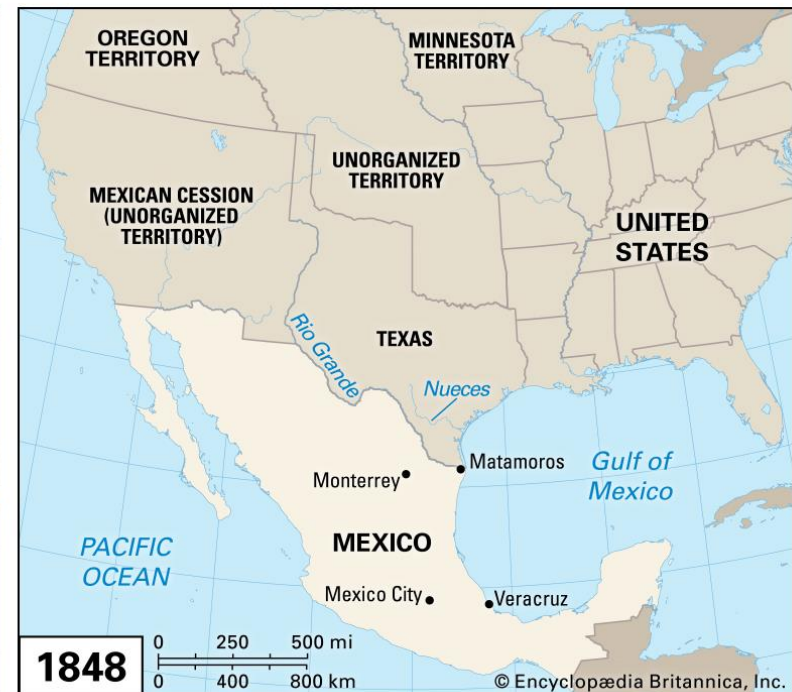 OREGON
TERRITORY
MINNESOTA
TERRITORY
UNORGANIZED
TERRITORY
MEXICAN CESSION
(UNORGANIZED
TERRITORY)
UNITED
STATES
Rio Grande
TEXAS
Nueces
Monterrey
Matamoros
Gulf of
Mexico
MEXICO
PACIFIC
OCEAN
Mexico City
Veracruz
1848
0 250 500 mi
0 400 800 km
© Encyclopædia Britannica, Inc.